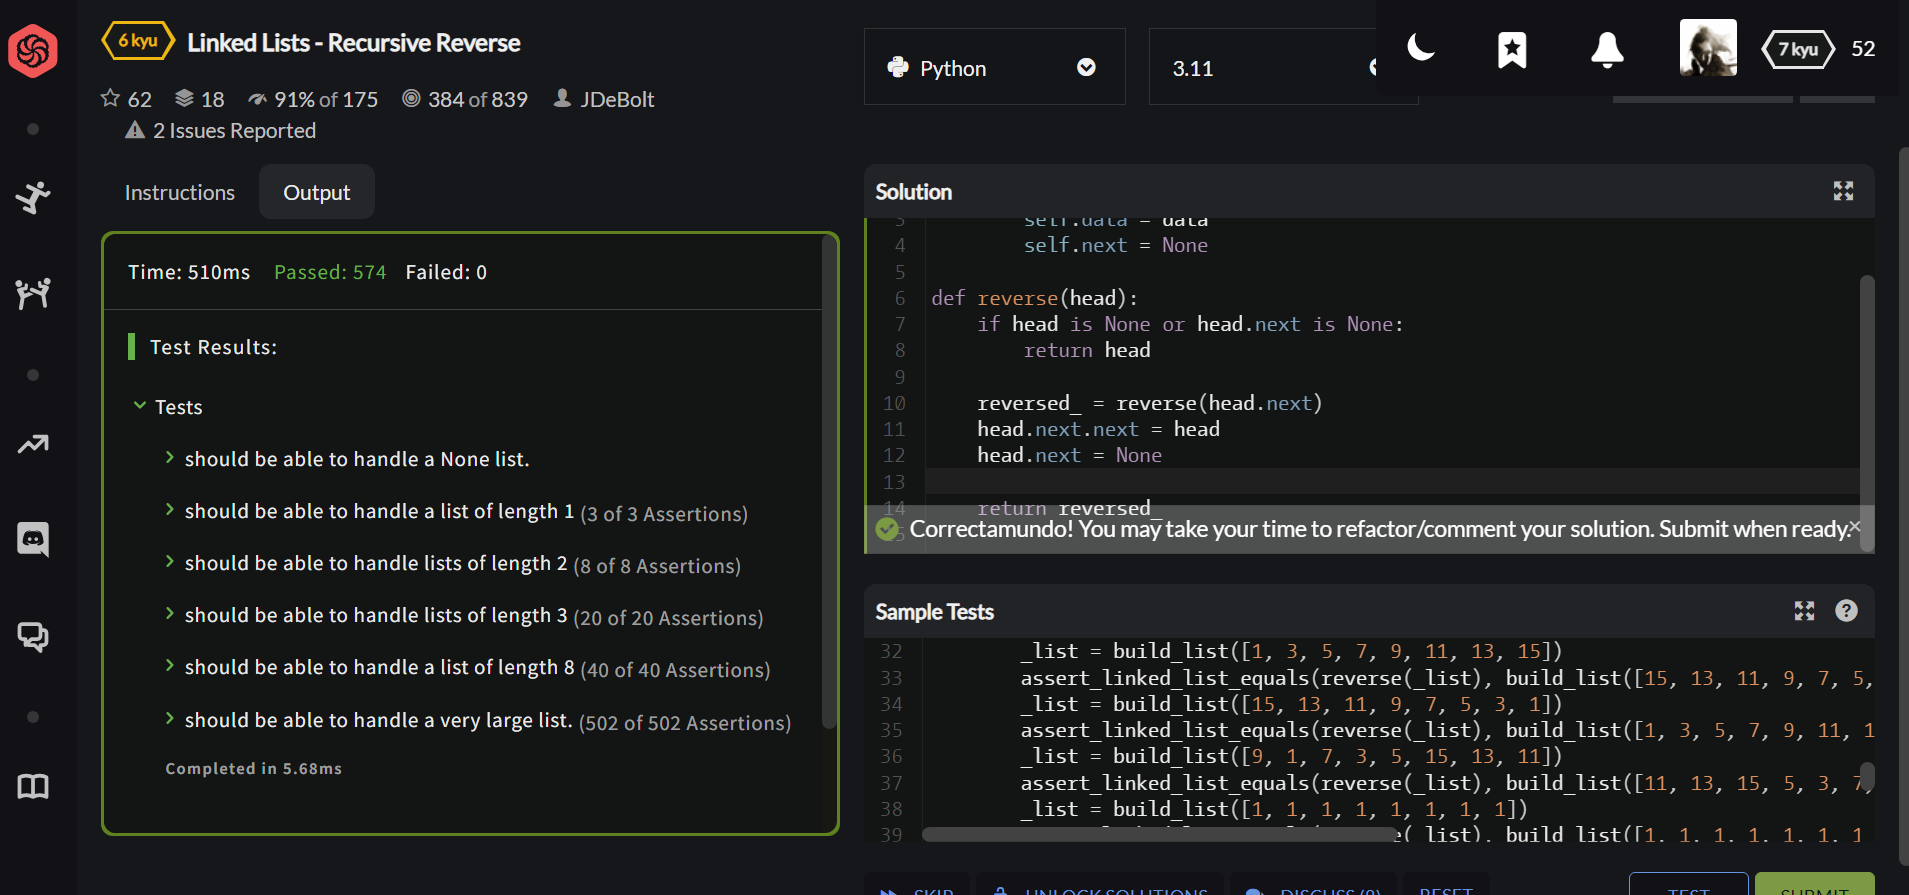 6 kyu Linked Lists - Recursive Reverse
62 18 91% of 175 384 of 839 JDeBolt
2 Issues Reported
Python
3.11
7 kyu 52
Instructions Output
Time: 510ms Passed: 574 Failed: 0
Test Results:
Tests
should be able to handle a None list.
should be able to handle a list of length 1 (3 of 3 Assertions)
should be able to handle lists of length 2 (8 of 8 Assertions)
should be able to handle lists of length 3 (20 of 20 Assertions)
should be able to handle a list of length 8 (40 of 40 Assertions)
should be able to handle a very large list. (502 of 502 Assertions)
Completed in 5.68ms
Solution
3 self.data = data
4 self.next = None
5
6 def reverse(head):
7 if head is None or head.next is None:
8 return head
9
10 reversed_ = reverse(head.next)
11 head.next.next = head
12 head.next = None
13
14 return reversed_
15
Correctamundo! You may take your time to refactor/comment your solution. Submit when ready.
Sample Tests
32 _list = build_list([1, 3, 5, 7, 9, 11, 13, 15])
33 assert_linked_list_equals(reverse(_list), build_list([15, 13, 11, 9, 7, 5,
34 _list = build_list([15, 13, 11, 9, 7, 5, 3, 1])
35 assert_linked_list_equals(reverse(_list), build_list([1, 3, 5, 7, 9, 11, 1
36 _list = build_list([9, 1, 7, 3, 5, 15, 13, 11])
37 assert_linked_list_equals(reverse(_list), build_list([11, 13, 15, 5, 3, 7,
38 _list = build_list([1, 1, 1, 1, 1, 1, 1, 1])
39 (_list), build_list([1, 1, 1, 1, 1, 1, 1
SKIP UNLOCK SOLUTIONS DISCUSS (9) RESET TEST SUBMIT